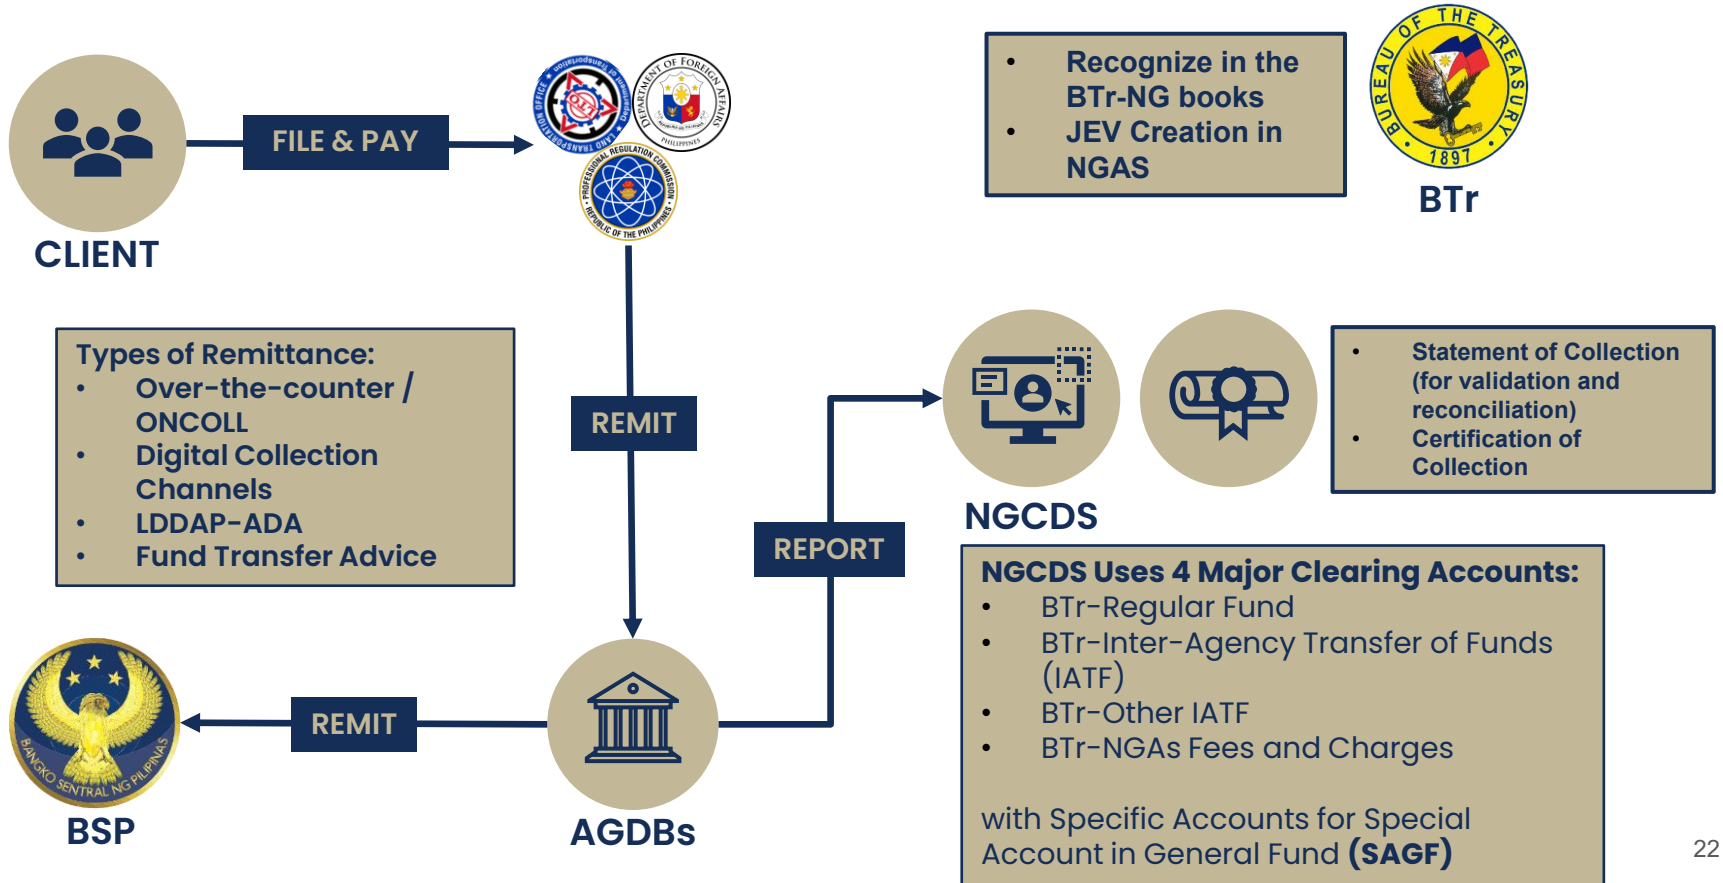 CLIENT
FILE & PAY
LAND TRANSPORTATION OFFICE
Department of Transportation
LTO
DEPARTMENT OF FOREIGN AFFAIRS
PHILIPPINES
PROFESSIONAL REGULATION COMMISSION
REPUBLIC OF THE PHILIPPINES
• Recognize in the
BTr-NG books
• JEV Creation in
NGAS
BUREAU OF THE TREASURY
1897
BTr
Types of Remittance:
• Over-the-counter /
ONCOLL
• Digital Collection
Channels
• LDDAP-ADA
• Fund Transfer Advice
REMIT
REPORT
NGCDS
• Statement of Collection
(for validation and
reconciliation)
• Certification of
Collection
NGCDS Uses 4 Major Clearing Accounts:
• BTr-Regular Fund
• BTr-Inter-Agency Transfer of Funds
(IATF)
• BTr-Other IATF
• BTr-NGAs Fees and Charges
with Specific Accounts for Special
Account in General Fund (SAGF)
BANGKO SENTRAL NG PILIPINAS
BSP
REMIT
AGDBs
22